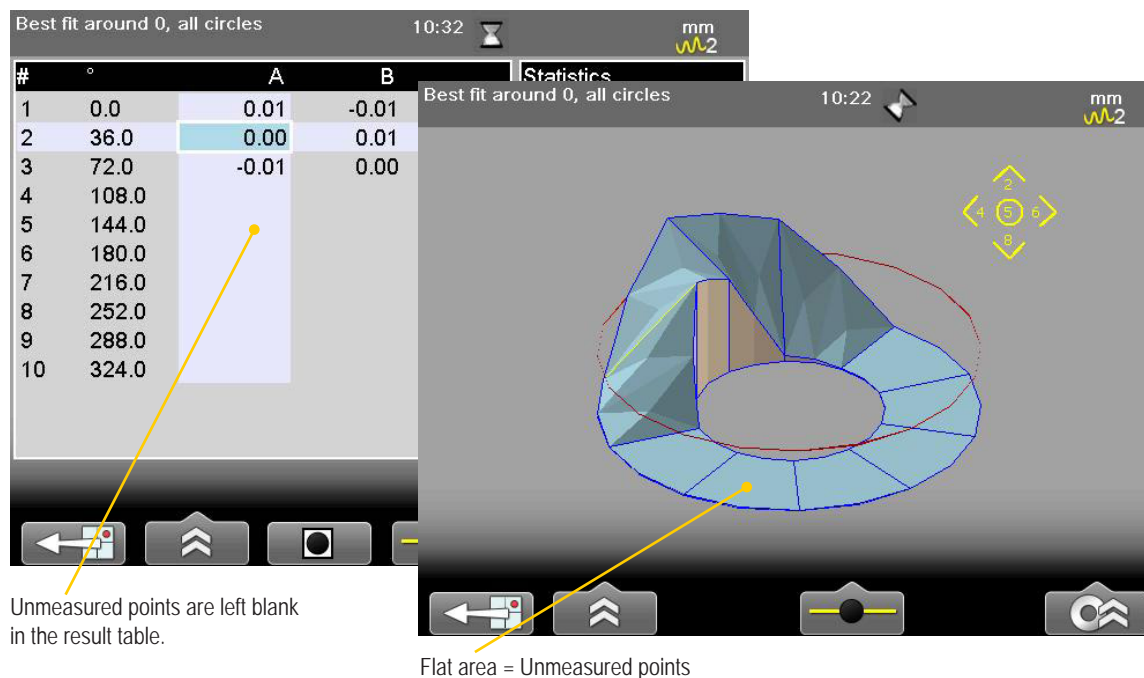 Best fit around 0, all circles 10:32 mm
2
# ° A B Statistics
1 0.0 0.01 -0.01
2 36.0 0.00 0.01
3 72.0 -0.01 0.00
4 108.0
5 144.0
6 180.0
7 216.0
8 252.0
9 288.0
10 324.0
Best fit around 0, all circles 10:22 mm
2
2
4 5 6
8
Unmeasured points are left blank
in the result table.
Flat area = Unmeasured points